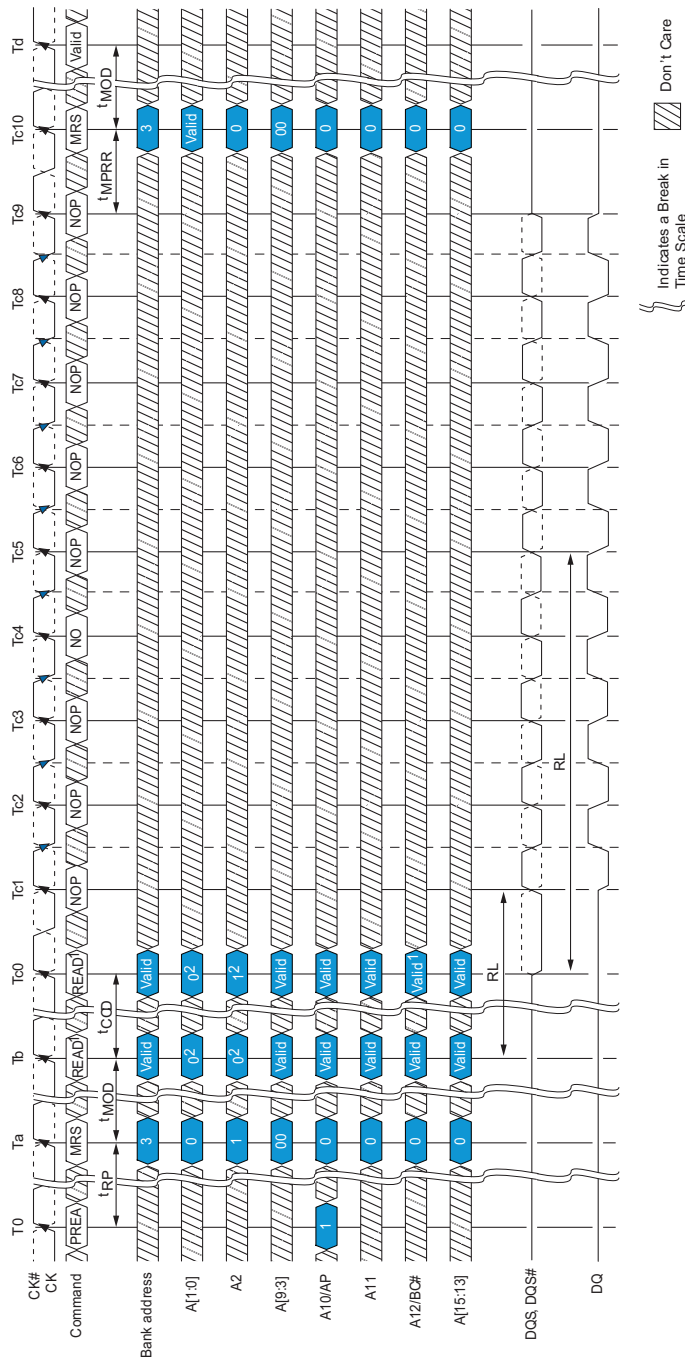 T0 Ta Tb Tc0 Tc1 Tc2 Tc3 Tc4 Tc5 Tc6 Tc7 Tc8 Tc9 Tc10 Td
CK#
CK
Command PREA MRS READ1 READ1 NOP NOP NOP NO NOP NOP NOP NOP NOP MRS Valid
tRP tMOD tCCD tMPRR tMOD
Bank address 3 Valid Valid 3
A[1:0] 0 0² 0² Valid
A2 1 0² 1² 0
A[9:3] 00 Valid Valid 00
A10/AP 1 0 Valid Valid 0
A11 0 Valid Valid 0
A12/BC# 0 Valid Valid1 0
A[15:13] 0 Valid Valid 0
RL
DQS, DQS#
RL
DQ
Indicates a Break in
Time Scale
Don't Care